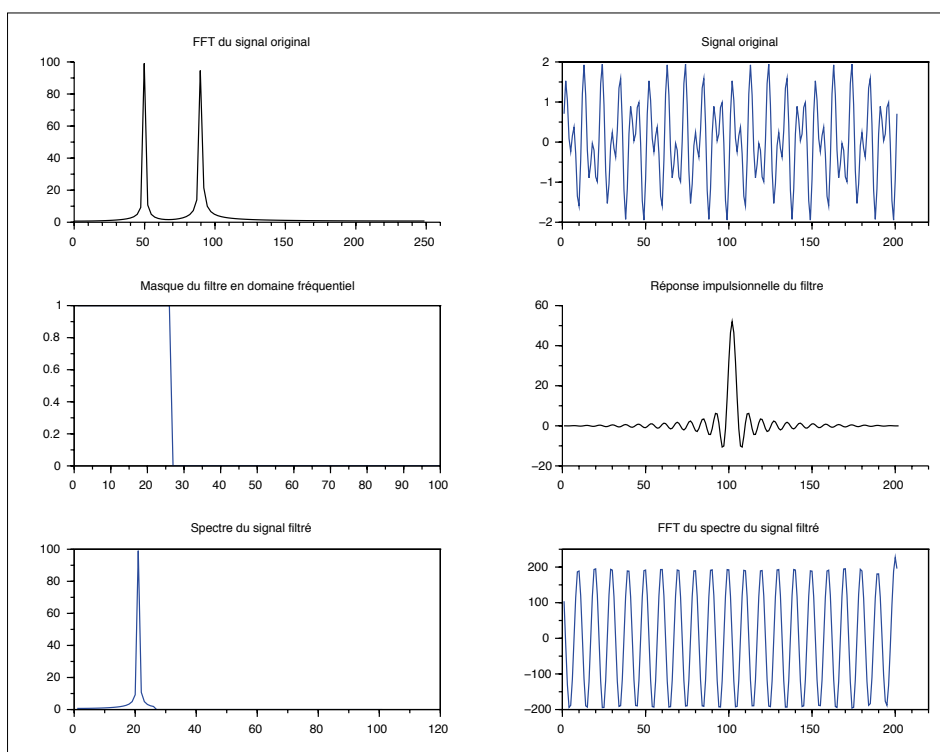 FFT du signal original
100
80
60
40
20
0
0 50 100 150 200 250
Signal original
2
1
0
−1
−2
0 50 100 150 200
Masque du filtre en domaine fréquentiel
1
0.8
0.6
0.4
0.2
0
0 10 20 30 40 50 60 70 80 90 100
Réponse impulsionnelle du filtre
60
40
20
0
−20
0 50 100 150 200
Spectre du signal filtré
100
80
60
40
20
0
0 20 40 60 80 100 120
FFT du spectre du signal filtré
200
100
0
−100
−200
0 50 100 150 200